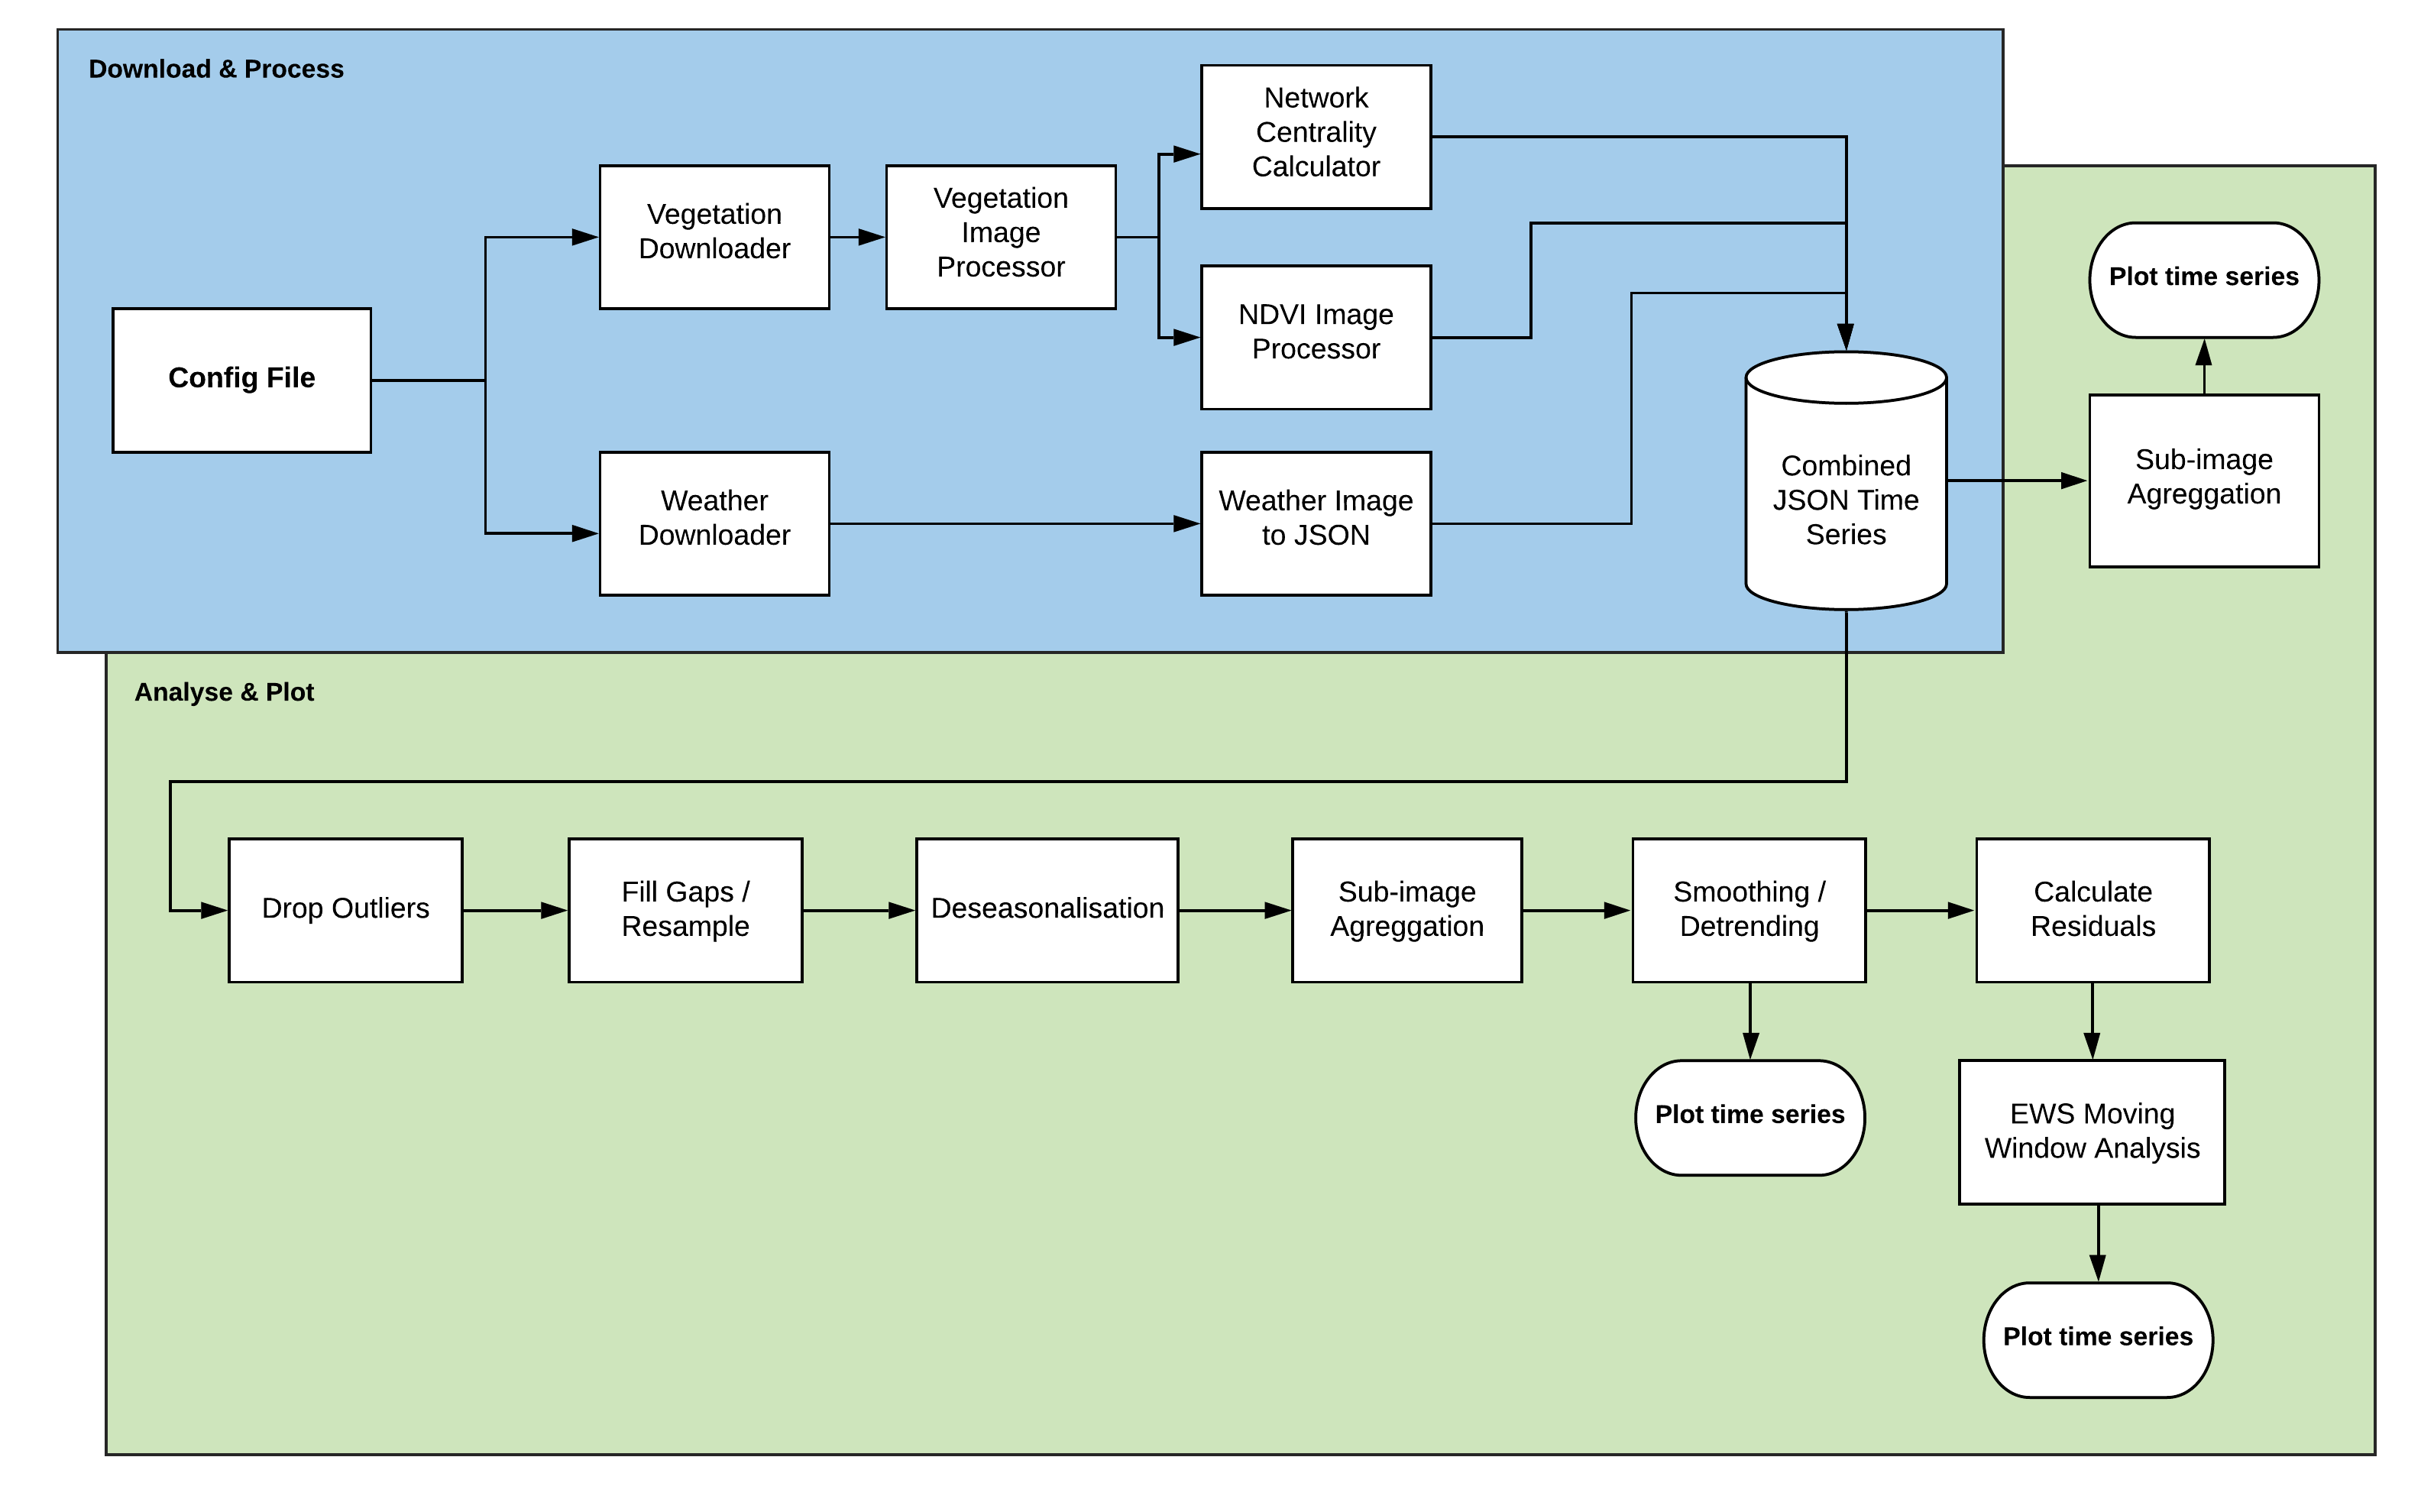 Download & Process
Network
Centrality
Calculator
Vegetation
Downloader
Vegetation
Image
Processor
NDVI Image
Processor
Config File
Weather
Downloader
Weather Image
to JSON
Combined
JSON Time
Series
Plot time series
Sub-image
Agreggation
Analyse & Plot
Drop Outliers
Fill Gaps /
Resample
Deseasonalisation
Sub-image
Agreggation
Smoothing /
Detrending
Calculate
Residuals
Plot time series
EWS Moving
Window Analysis
Plot time series